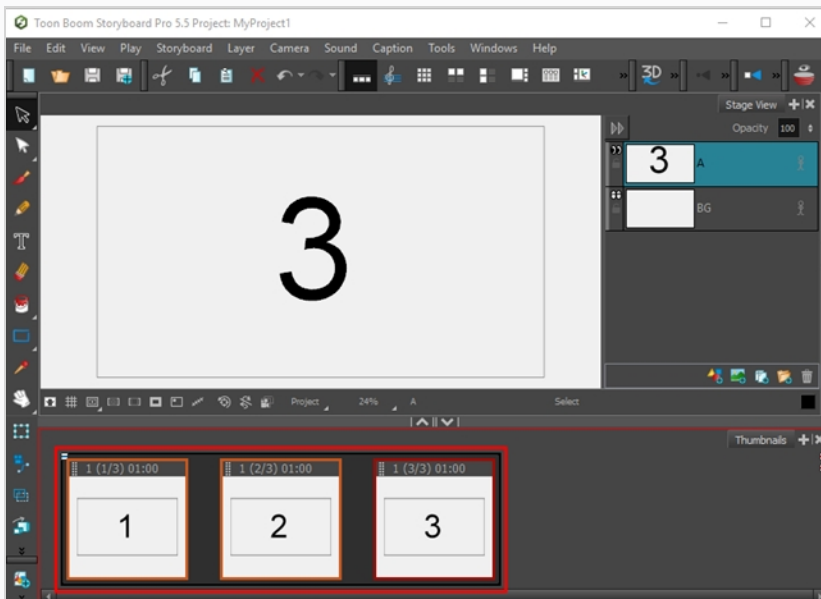 Toon Boom Storyboard Pro 5.5 Project: MyProject1
File Edit View Play Storyboard Layer Camera Sound Caption Tools Windows Help
3D
Stage View
Opacity 100
3
3 A
BG
Project 24% A Select
Thumbnails
1 (1/3) 01:00 1 (2/3) 01:00 1 (3/3) 01:00
1 2 3